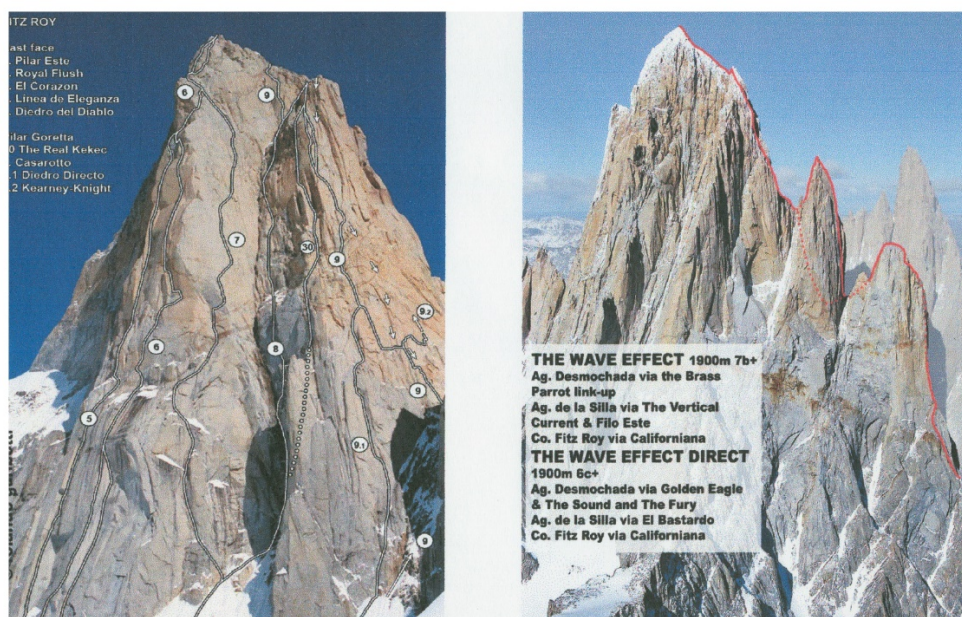 ITZ ROY
ast face
. Pilar Este
. Royal Flush
. El Corazon
. Linea de Eleganza
. Diedro del Diablo
ilar Goretta
0 The Real Kekec
. Casarotto
.1 Diedro Directo
.2 Kearney-Knight
6
9
7
30
9
9.2
6
8
9
5
9.1
9
THE WAVE EFFECT 1900m 7b+
Ag. Desmochada via the Brass
Parrot link-up
Ag. de la Silla via The Vertical
Current & Filo Este
Co. Fitz Roy via Californiana
THE WAVE EFFECT DIRECT
1900m 6c+
Ag. Desmochada via Golden Eagle
& The Sound and The Fury
Ag. de la Silla via El Bastardo
Co. Fitz Roy via Californiana